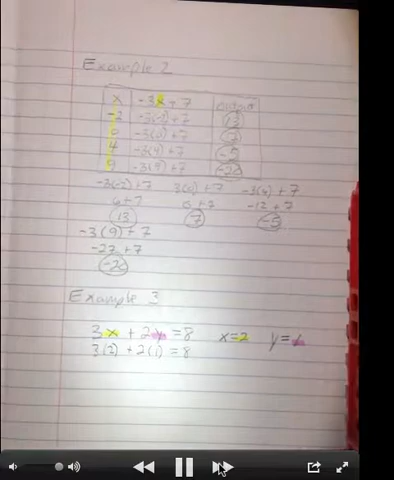 Example 2
x -3x+7 output
-2 -3(-2)+7 13
0 -3(0)+7 7
4 -3(4)+7 -5
9 -3(9)+7 -20
-3(-2)+7 3(0)+7 -3(4)+7
6+7 0+7 -12+7
13 7 -5
-3(9)+7
-27+7
-20
Example 3
3x + 2y = 8 x=2 y=1
3(2) + 2(1) = 8